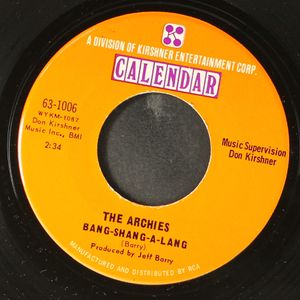 A DIVISION OF KIRSHNER ENTERTAINMENT CORP.
CALENDAR
63-1006
WYKM-1087
Don Kirshner
Music Inc., BMI
2:34
Music Supervision
Don Kirshner
THE ARCHIES
BANG-SHANG-A-LANG
(Barry)
Produced by Jeff Barry
MANUFACTURED AND DISTRIBUTED BY RCA